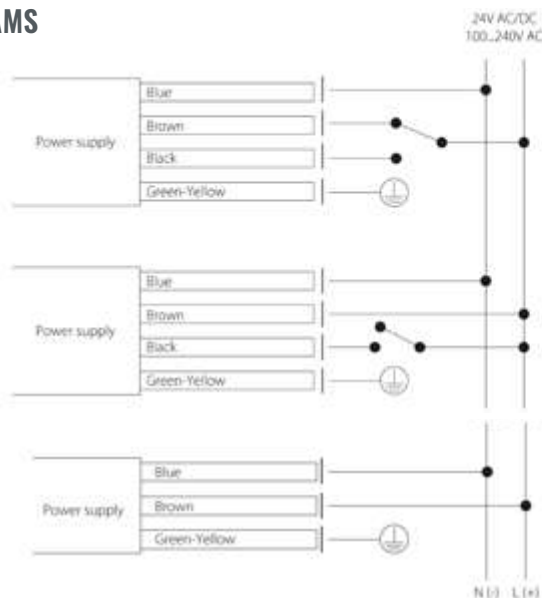 AMS
24V AC/DC
100...240V AC
Blue
Brown
Power supply
Black
Green-Yellow
Blue
Brown
Power supply
Black
Green-Yellow
Blue
Power supply
Brown
Green-Yellow
N (-) L (+)